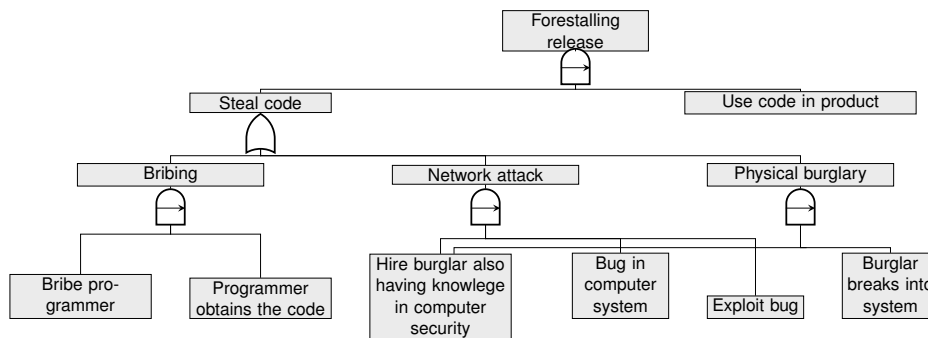 Forestalling
release
Steal code
Use code in product
Bribing
Network attack
Physical burglary
Bribe pro-
grammer
Programmer
obtains the code
Hire burglar also
having knowlege
in computer
security
Bug in
computer
system
Exploit bug
Burglar
breaks into
system